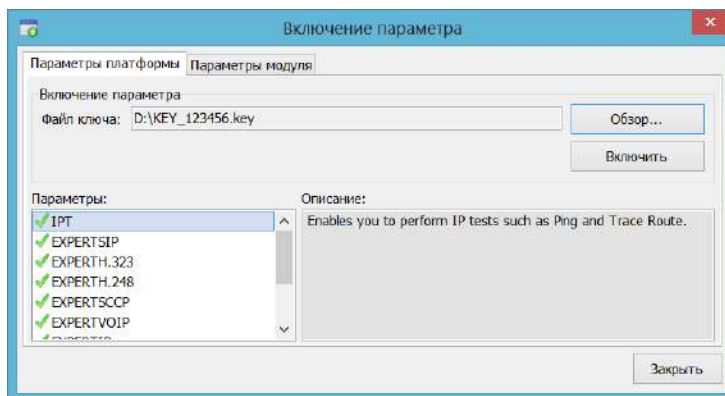 Включение параметра
Параметры платформы Параметры модуля
Включение параметра
Файл ключа: D:\KEY_123456.key
Обзор...
Включить
Параметры:
IPT
EXPERTSIP
EXPERTH.323
EXPERTH.248
EXPERTSCCP
EXPERTVOIP
Описание:
Enables you to perform IP tests such as Ping and Trace Route.
Закрыть